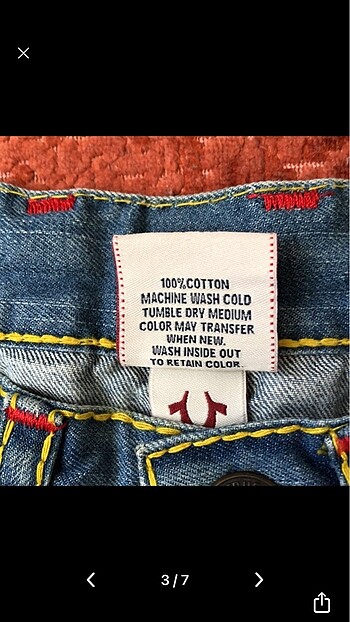 100%COTTON
MACHINE WASH COLD
TUMBLE DRY MEDIUM
COLOR MAY TRANSFER
WHEN NEW.
WASH INSIDE OUT
TO RETAIN COLOR.
3/7